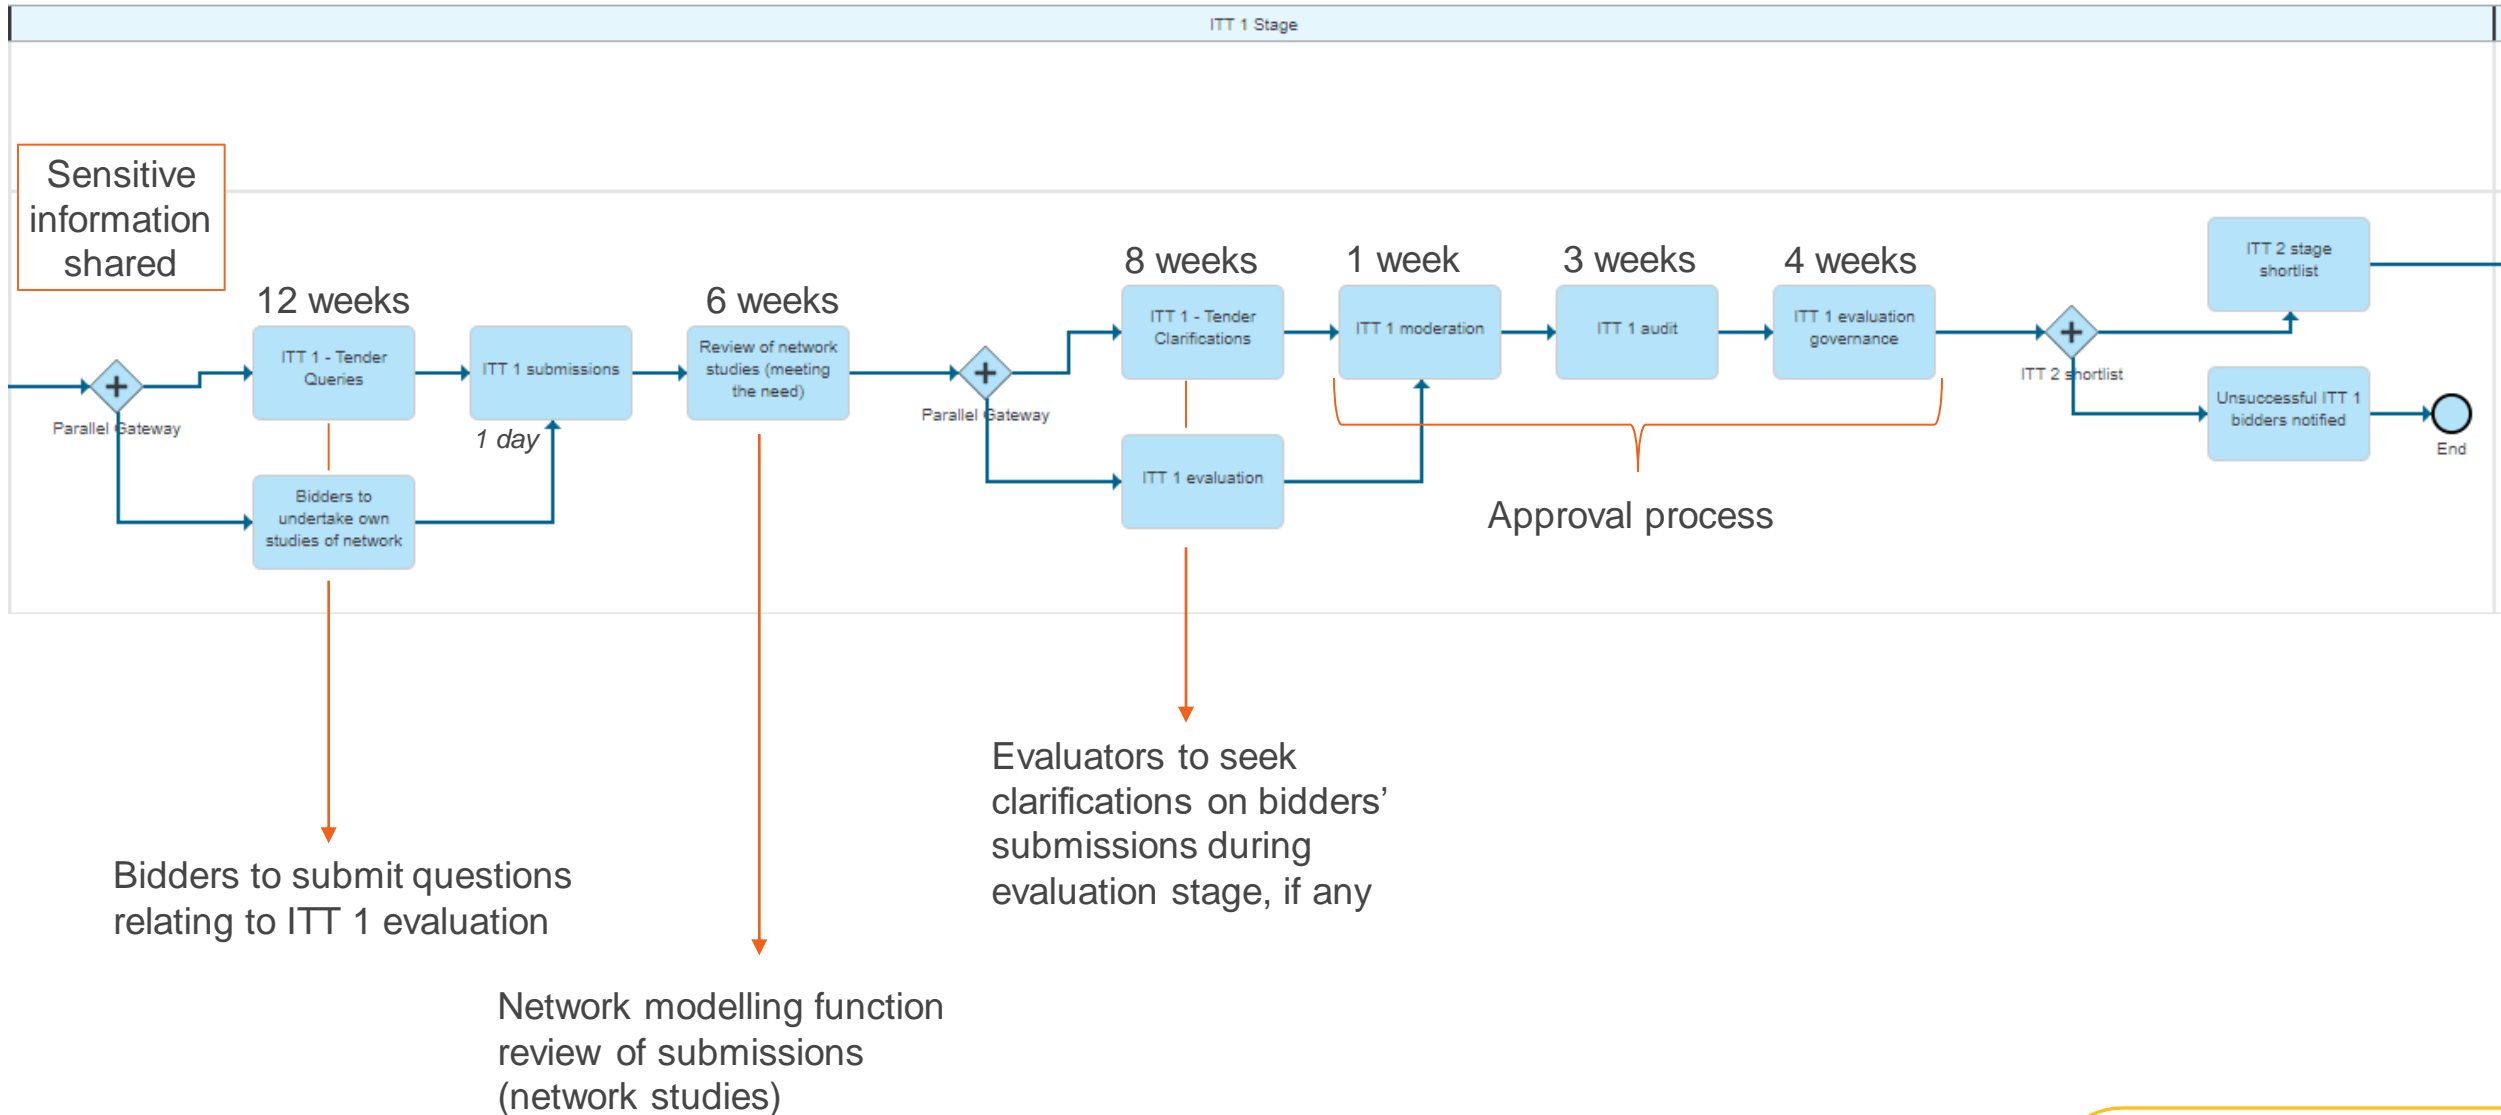 ITT 1 Stage
Sensitive
information
shared
12 weeks
6 weeks
8 weeks
1 week
3 weeks
4 weeks
Parallel Gateway
ITT 1 - Tender
Queries
ITT 1 submissions
1 day
Review of network
studies (meeting
the need)
Bidders to
undertake own
studies of network
Parallel Gateway
ITT 1 - Tender
Clarifications
ITT 1 evaluation
ITT 1 moderation
ITT 1 audit
ITT 1 evaluation
governance
Approval process
ITT 2 shortlist
ITT 2 stage
shortlist
Unsuccessful ITT 1
bidders notified
End
Bidders to submit questions
relating to ITT 1 evaluation
Network modelling function
review of submissions
(network studies)
Evaluators to seek
clarifications on bidders’
submissions during
evaluation stage, if any